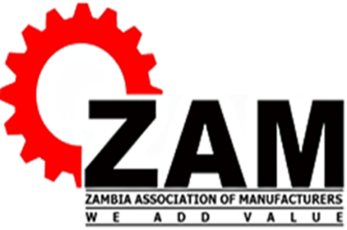 ZAM
ZAMBIA ASSOCIATION OF MANUFACTURERS
WE ADD VALUE